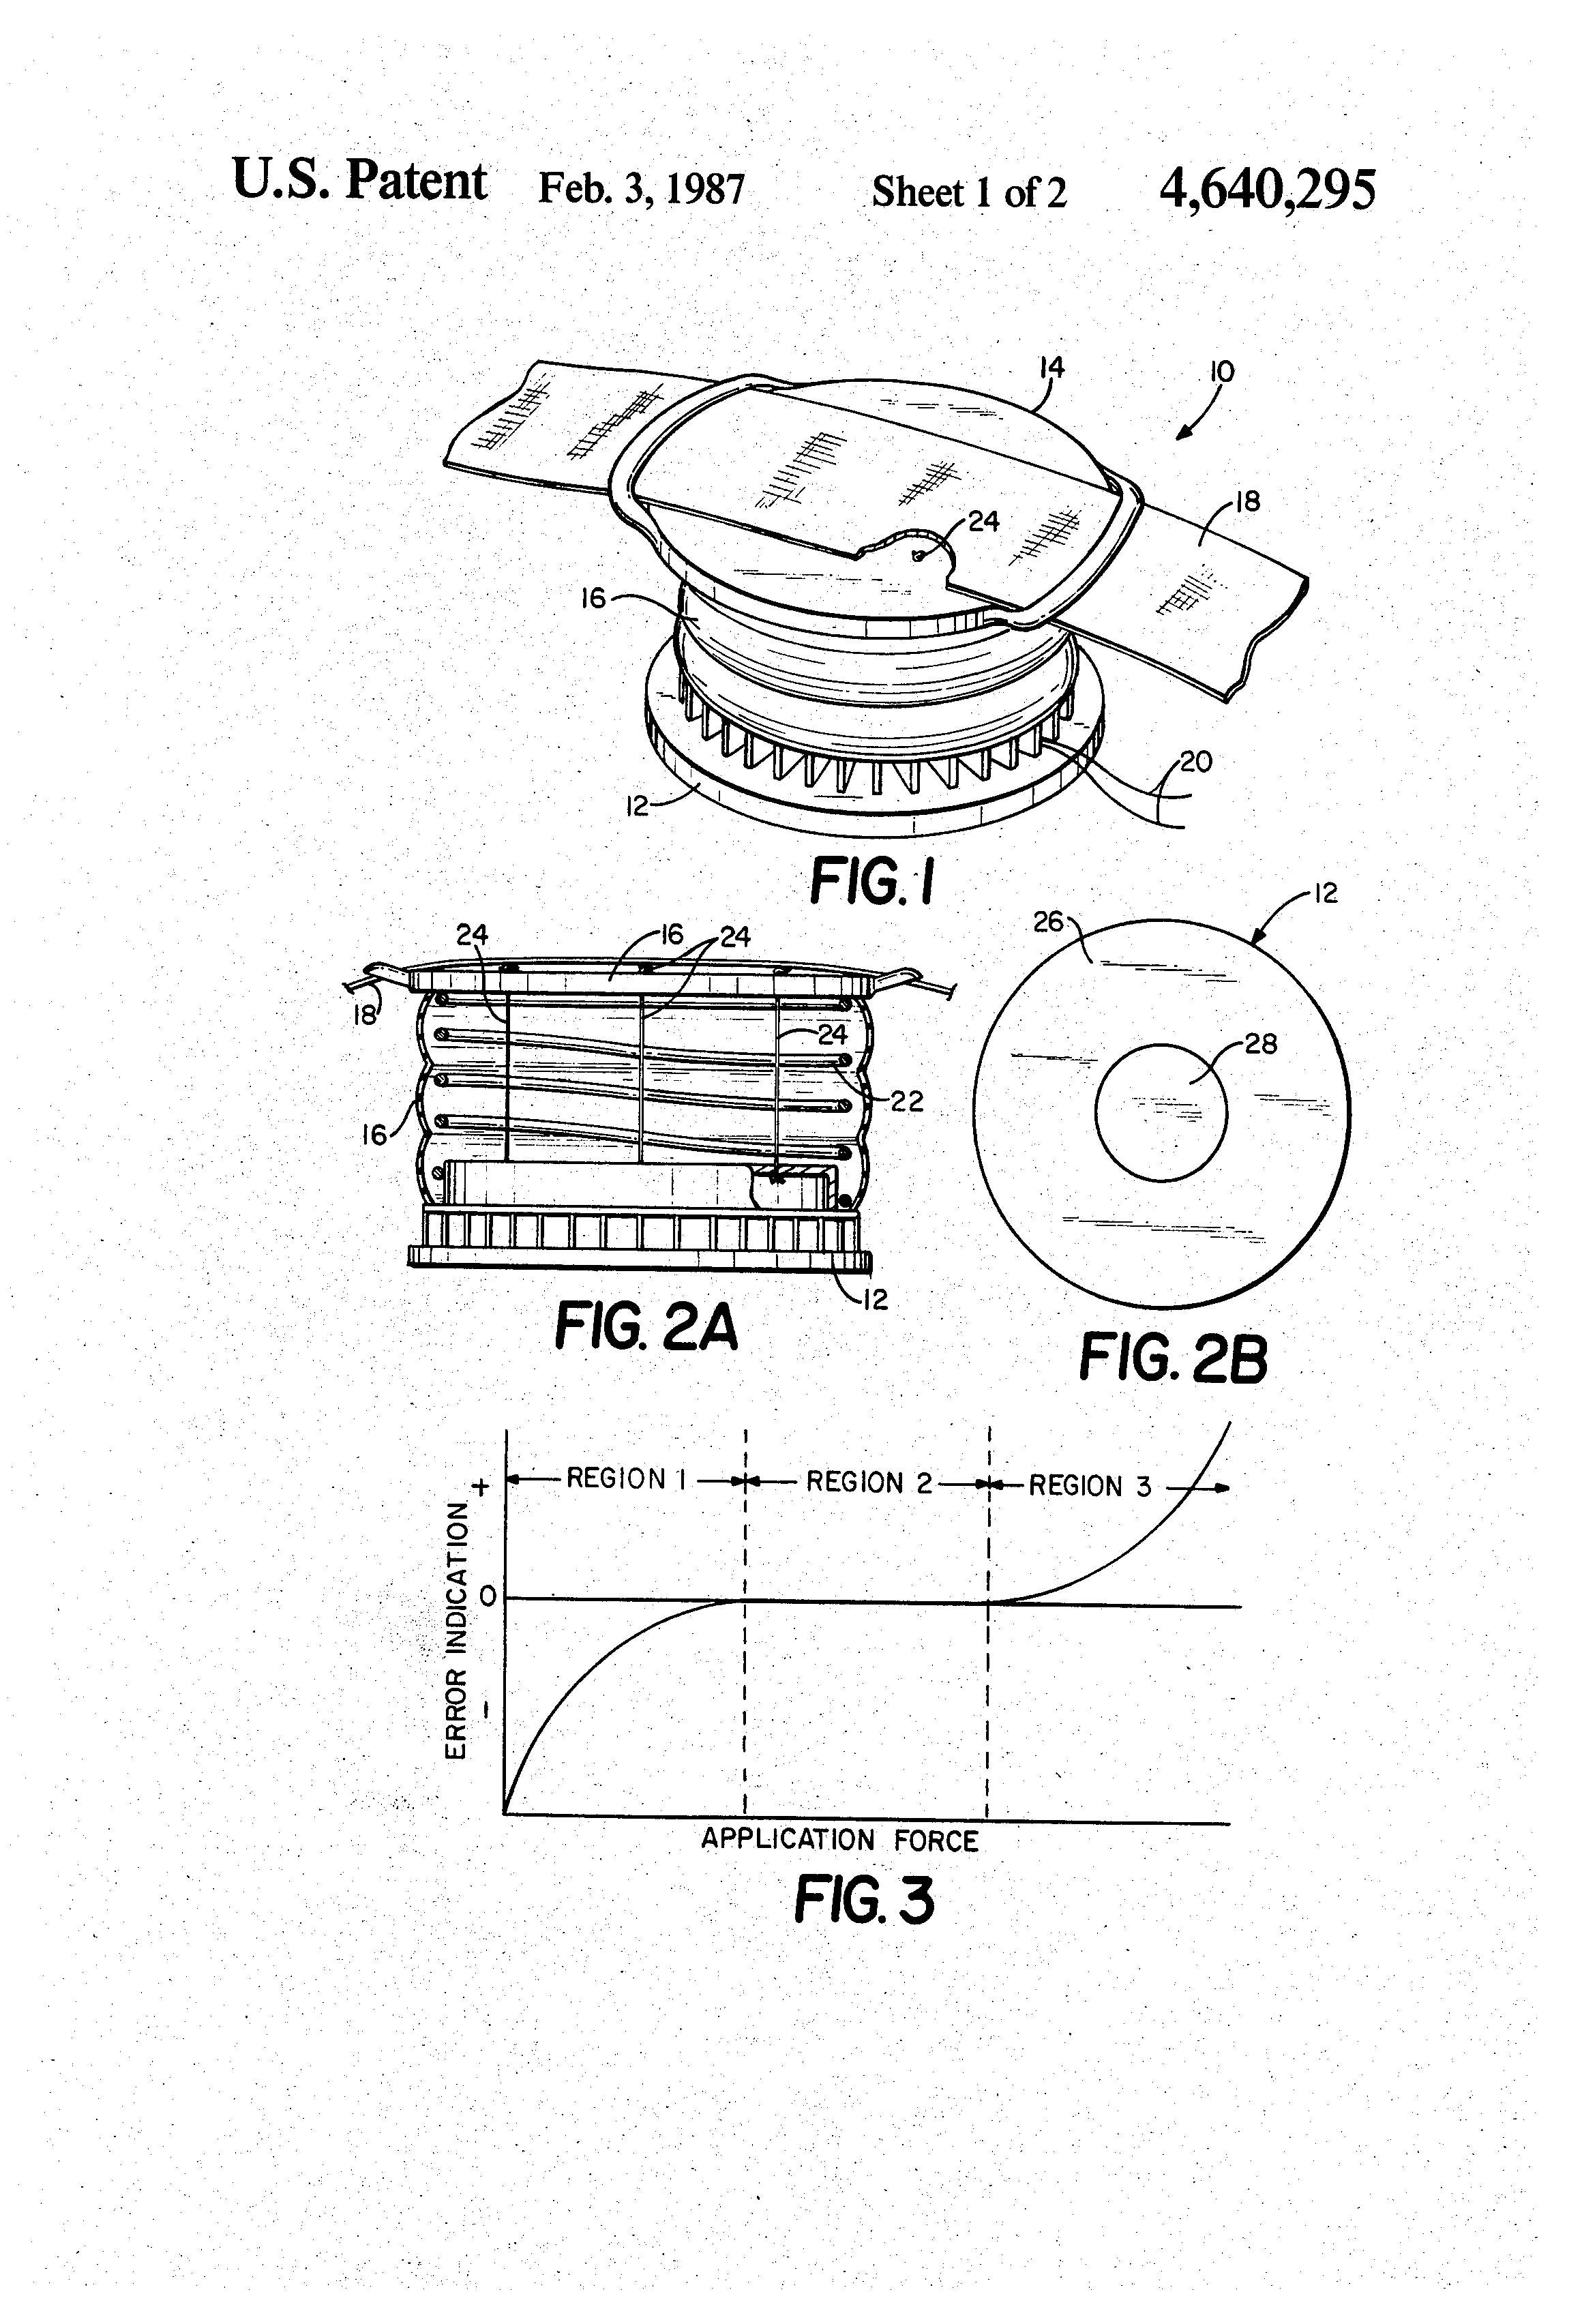 U.S. Patent Feb. 3, 1987 Sheet 1 of 2 4,640,295
14
10
18
24
16
20
12
FIG. 1
24 16 24
18
24
22
16
12
FIG. 2A
12
26
28
FIG. 2B
REGION 1 REGION 2 REGION 3
+
0
-
ERROR INDICATION
APPLICATION FORCE
FIG. 3